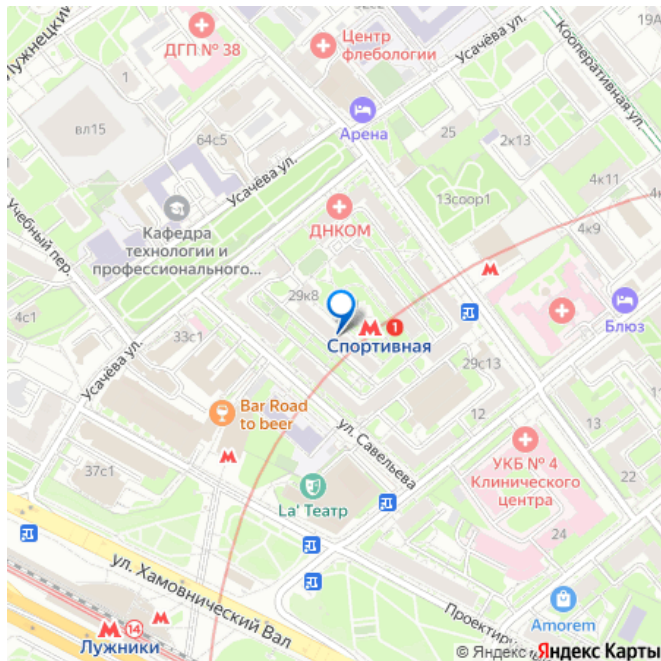 Лужнецкий
ДГП № 38
Центр
флебологии
19А
Кооперативная ул.
1
Арена
вл15
64с5
25
2к13
Усачёва ул.
Усачёва ул.
4к11
4к
13соор1
ДНКОМ
Учебный пер.
Кафедра
технологии и
профессионального...
4к9
29к8
Блюз
4с1
33с1
1
Спортивная
29с13
Усачёва ул.
Bar Road
to beer
12
13
ул. Савельева
УКБ № 4
Клинического
центра
22
37с1
La' Театр
24
ул. Хамовнический Вал
Amorem
Проектир
14
Лужники
© Яндекс
Яндекс Карты